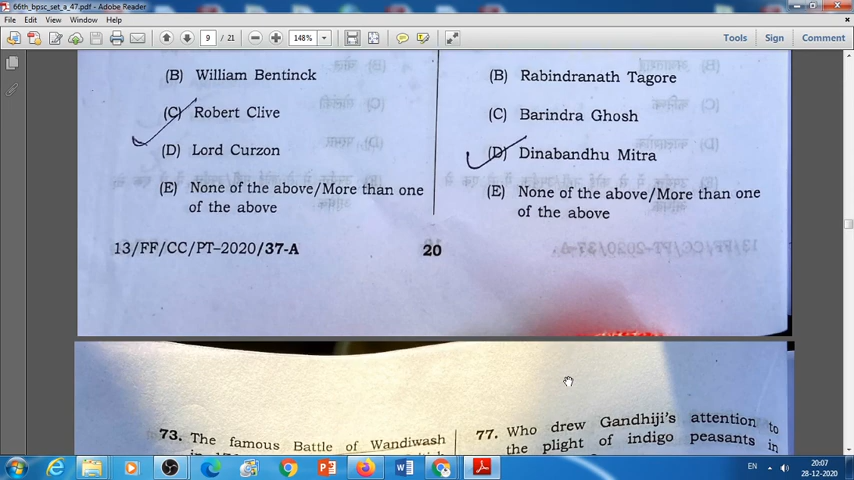 66th_bpsc_set_a_47.pdf - Adobe Reader
File Edit View Window Help
9 / 21
148%
Tools Sign Comment
(B) William Bentinck
(C) Robert Clive
(D) Lord Curzon
(E) None of the above/More than one
of the above
13/FF/CC/PT-2020/37-A
20
(B) Rabindranath Tagore
(C) Barindra Ghosh
(D) Dinabandhu Mitra
(E) None of the above/More than one
of the above
73. The famous Battle of Wandiwash
77. Who drew Gandhiji's attention to
the plight of indigo peasants in
EN
20:07
28-12-2020